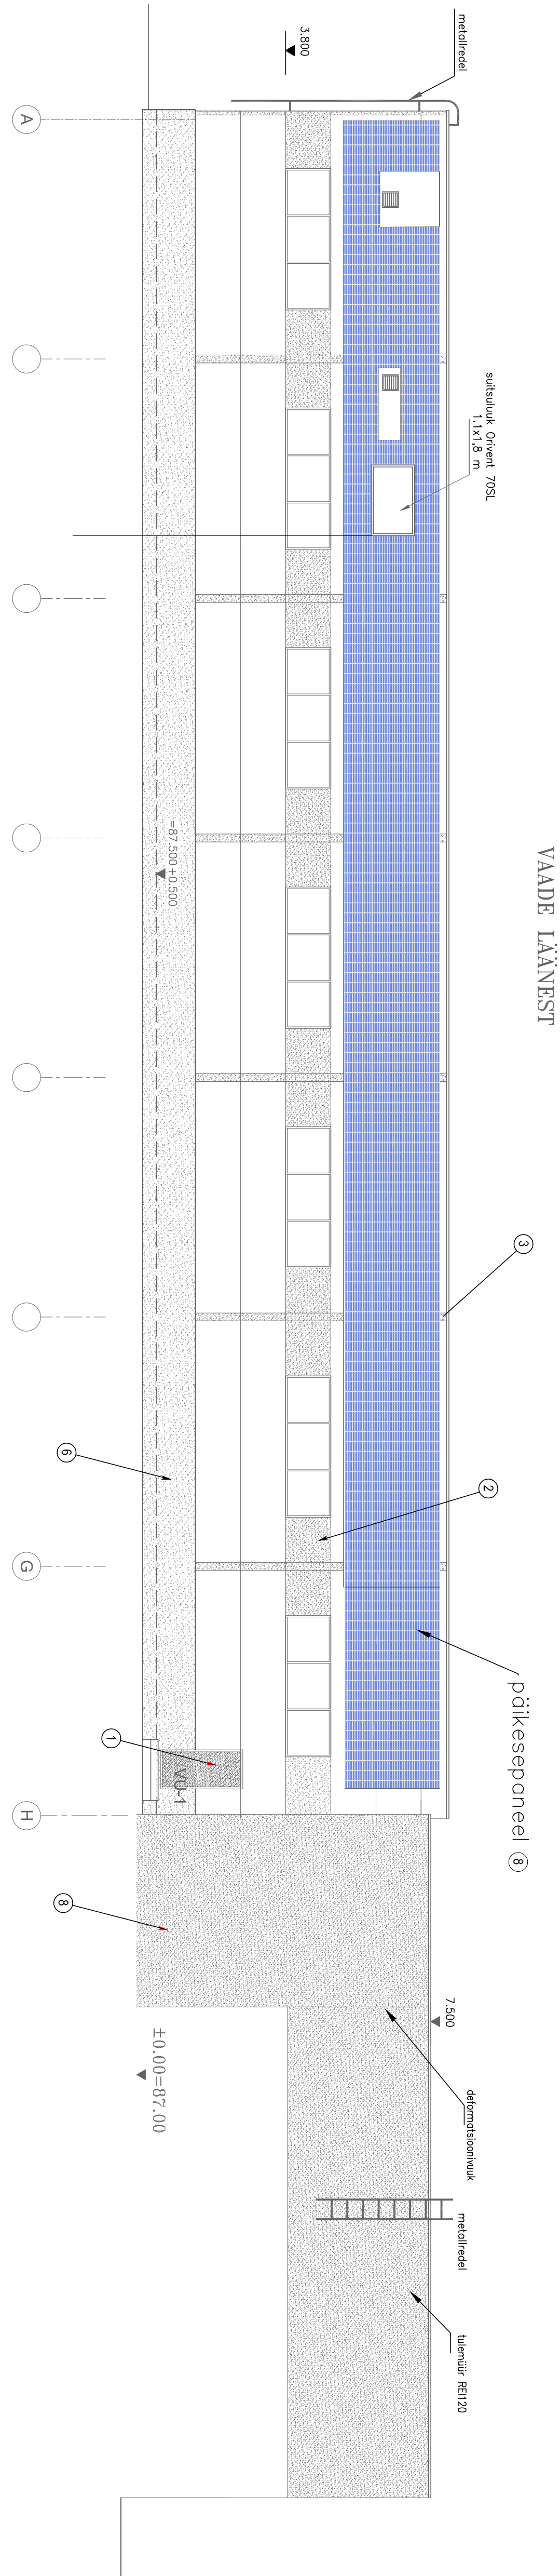 VAADE LÄÄNEST
metallredel
3.800
suitsuluuk Orivent 70SL
1.1x1,8 m
=87.500 +0.500
3
2
päikesepaneel 8
6
1
VU-1
8
7.500
±0.00=87.00
deformatsioonivuuk
metallredel
tulemüür REI120
A
G
H